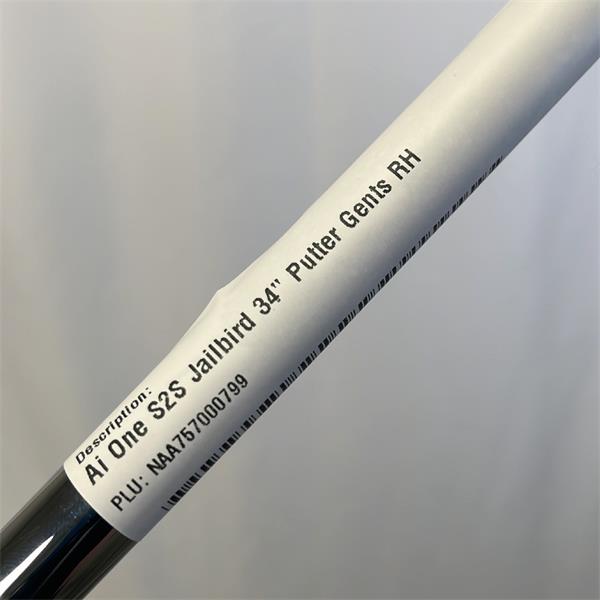 Description:
Ai One S2S Jailbird 34" Putter Gents RH
PLU: NAA757000799